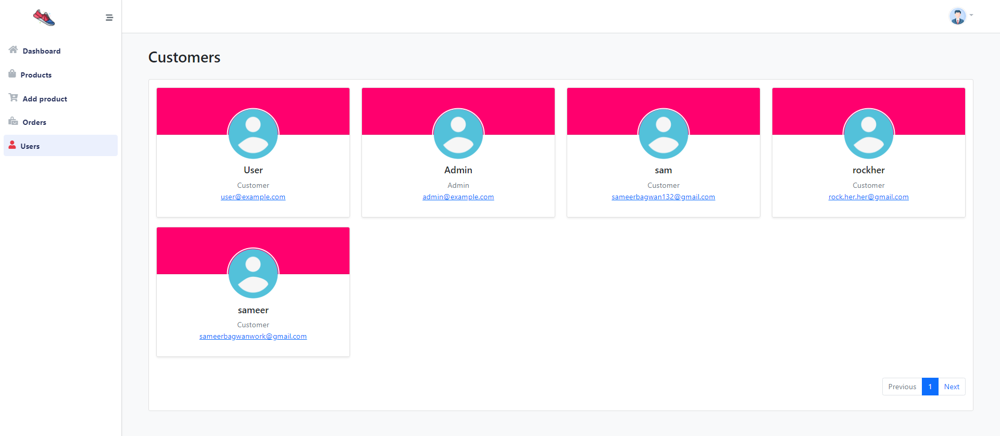 Dashboard
Products
Add product
Orders
Users
Customers
User
Customer
user@example.com
Admin
Admin
admin@example.com
sam
Customer
sameerbagwan132@gmail.com
rockher
Customer
rock.her.her@gmail.com
sameer
Customer
sameerbagwanwork@gmail.com
Previous 1 Next